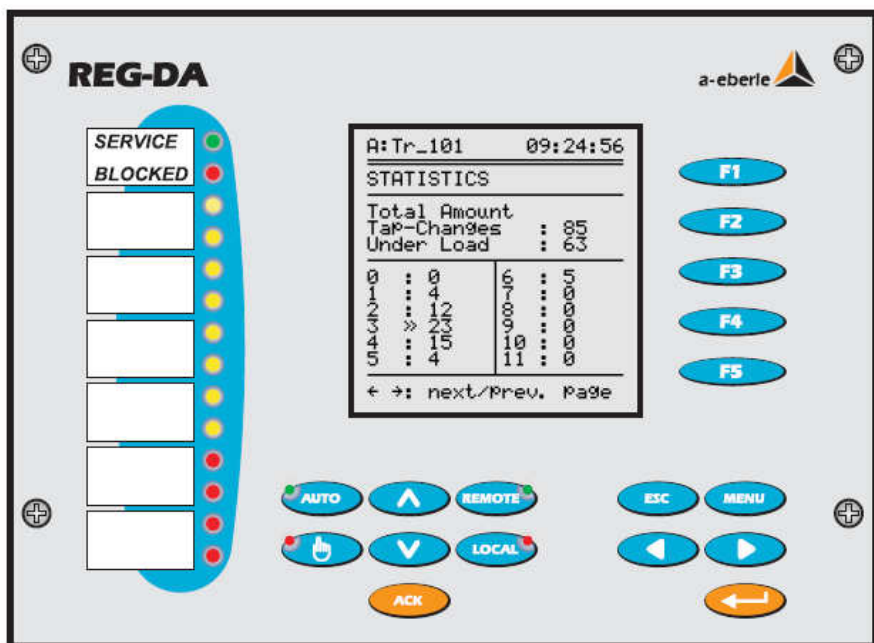 REG-DA
a-eberle
SERVICE
BLOCKED
A:Tr_101 09:24:56
STATISTICS
Total Amount
Tap-Changes : 85
Under Load : 63
0 : 0 6 : 5
1 : 4 7 : 0
2 : 12 8 : 0
3 » 23 9 : 0
4 : 15 10 : 0
5 : 4 11 : 0
← →: next/prev. page
F1
F2
F3
F4
F5
AUTO
REMOTE
ESC
MENU
LOCAL
ACK